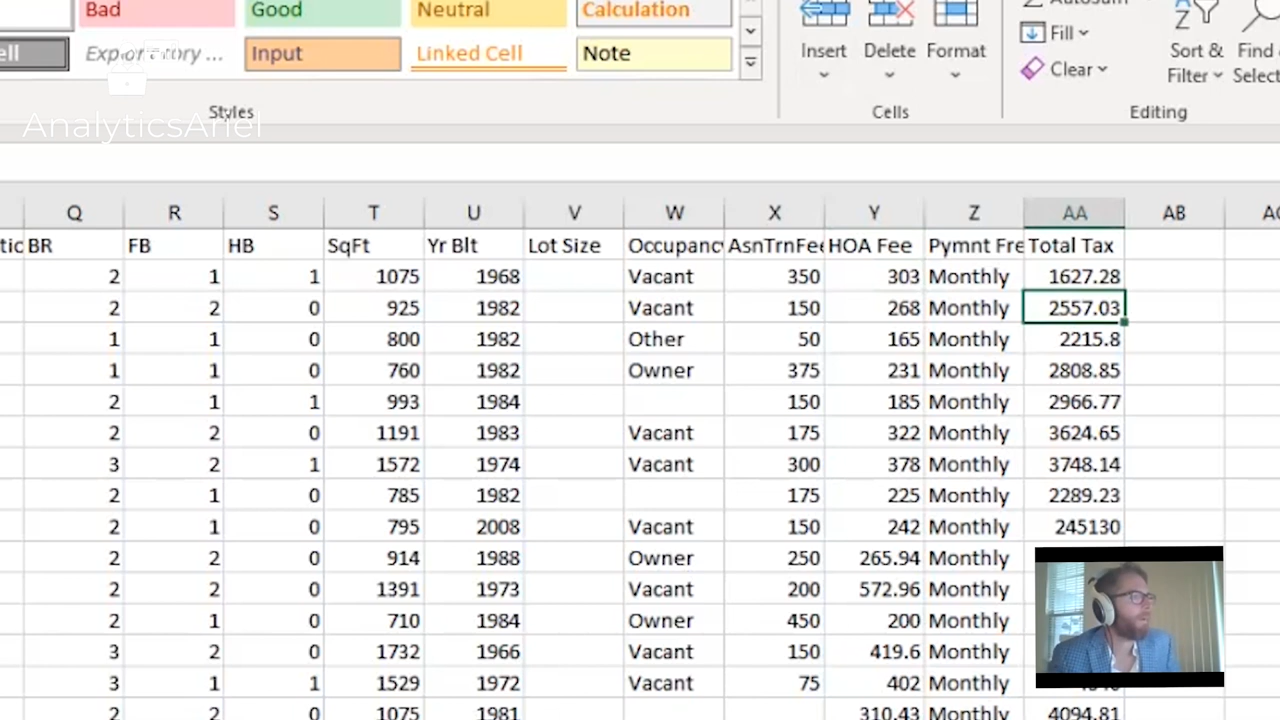 Bad Good Neutral Calculation
Explanatory ... Input Linked Cell Note
Insert Delete Format
Fill
Clear
Sort & Filter
Styles Cells Editing
AnalyticsAriel
Q R S T U V W X Y Z AA AB
BR FB HB SqFt Yr Blt Lot Size Occupanc AsnTrnFee HOA Fee Pymnt Fre Total Tax
2 1 1 1075 1968 Vacant 350 303 Monthly 1627.28
2 2 0 925 1982 Vacant 150 268 Monthly 2557.03
1 1 0 800 1982 Other 50 165 Monthly 2215.8
1 1 0 760 1982 Owner 375 231 Monthly 2808.85
2 1 1 993 1984 150 185 Monthly 2966.77
2 2 0 1191 1983 Vacant 175 322 Monthly 3624.65
3 2 1 1572 1974 Vacant 300 378 Monthly 3748.14
2 1 0 785 1982 175 225 Monthly 2289.23
2 1 0 795 2008 Vacant 150 242 Monthly 245130
2 2 0 914 1988 Owner 250 265.94 Monthly
2 2 0 1391 1973 Vacant 200 572.96 Monthly
2 1 0 710 1984 Owner 450 200 Monthly
3 2 0 1732 1966 Vacant 150 419.6 Monthly
3 1 1 1529 1972 Vacant 75 402 Monthly
2 2 0 1075 1981 310.43 Monthly 4094.81